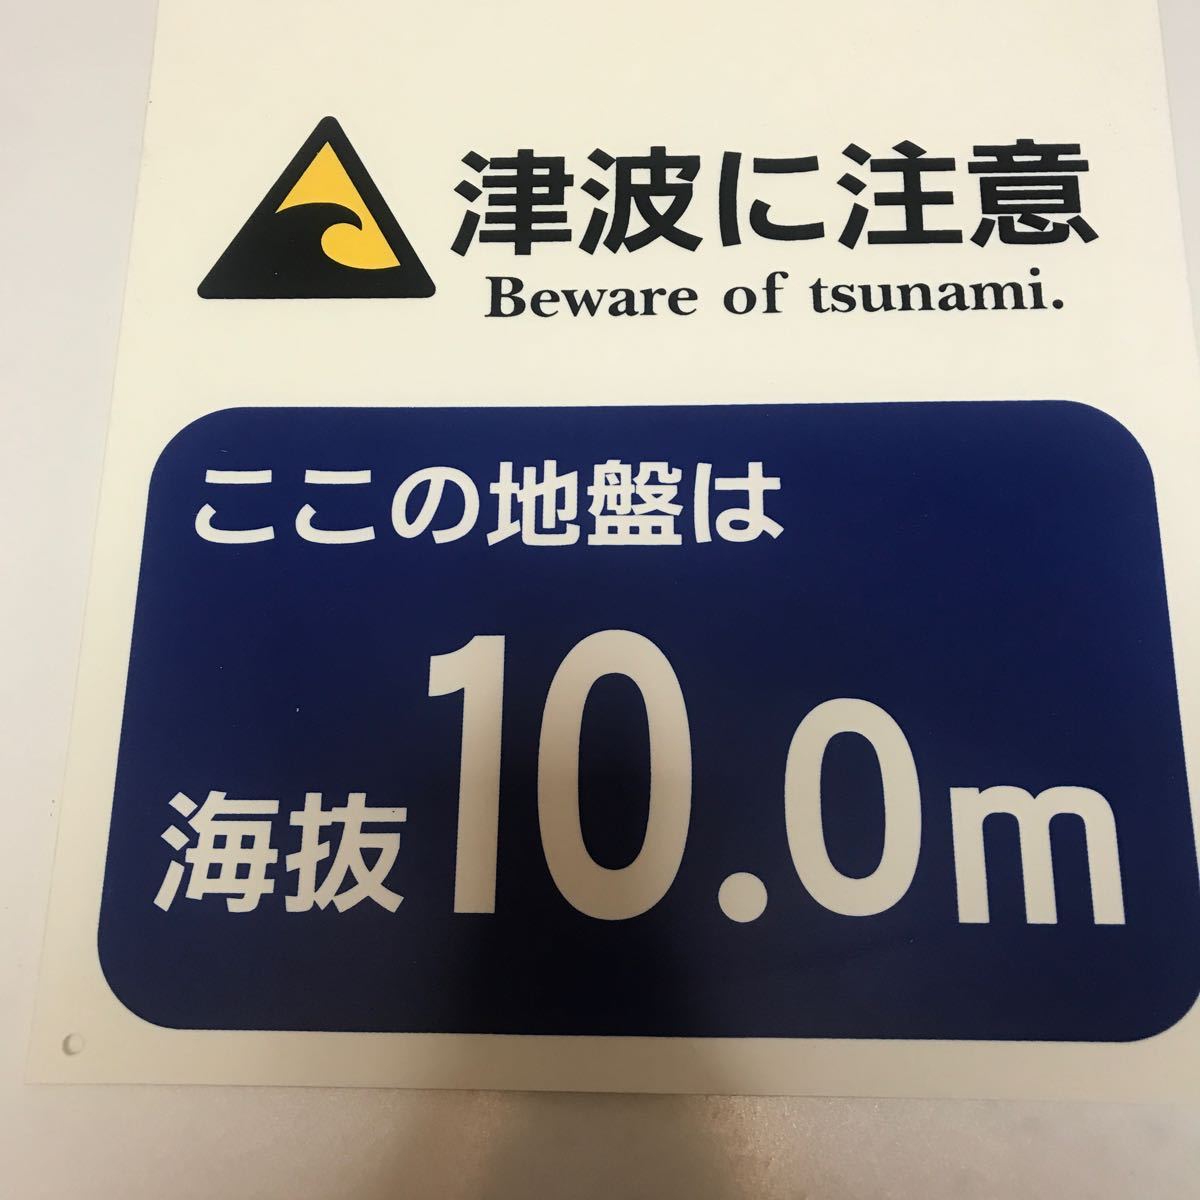 津波に注意
Beware of tsunami.
ここの地盤は
海抜10.0m